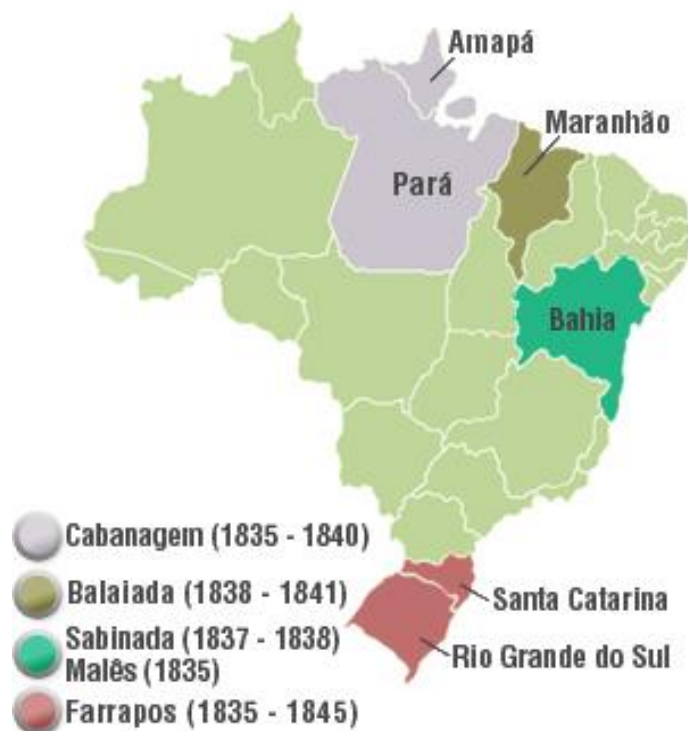 Amapá
Maranhão
Pará
Bahia
Cabanagem (1835 - 1840)
Balaiada (1838 - 1841)
Santa Catarina
Sabinada (1837 - 1838)
Malês (1835)
Rio Grande do Sul
Farrapos (1835 - 1845)